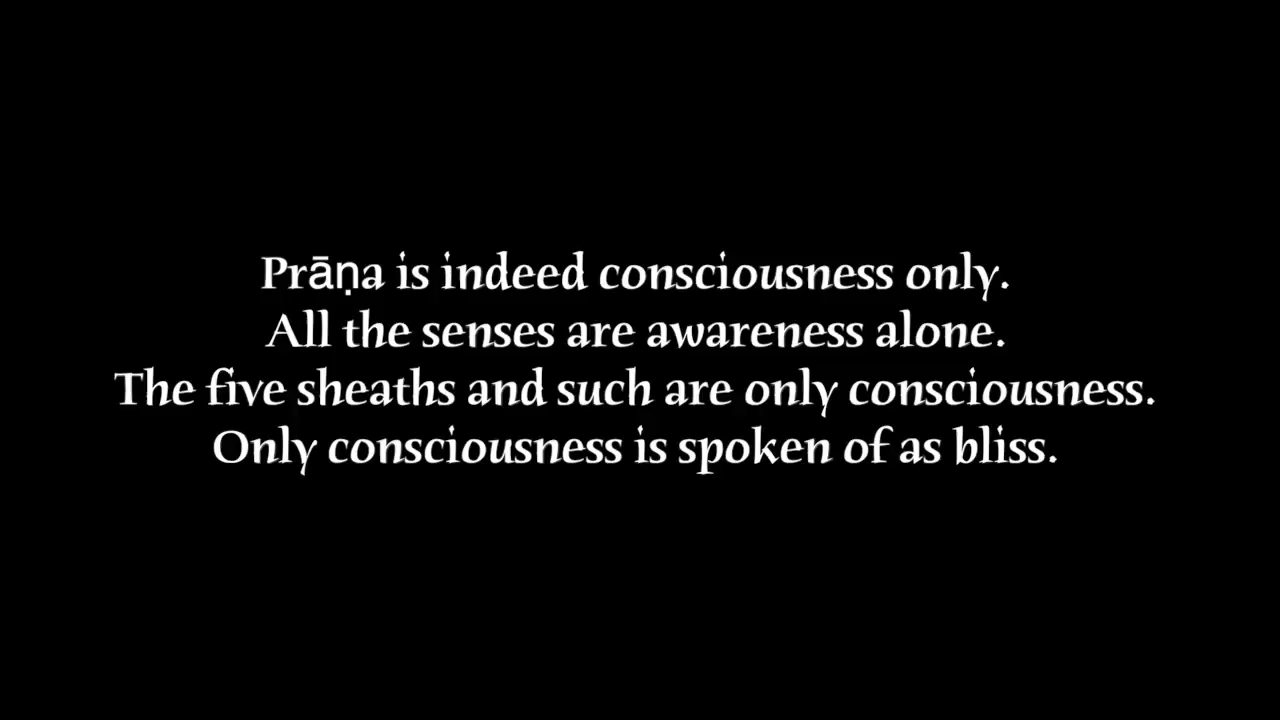 Prāṇa is indeed consciousness only.
All the senses are awareness alone.
The five sheaths and such are only consciousness.
Only consciousness is spoken of as bliss.